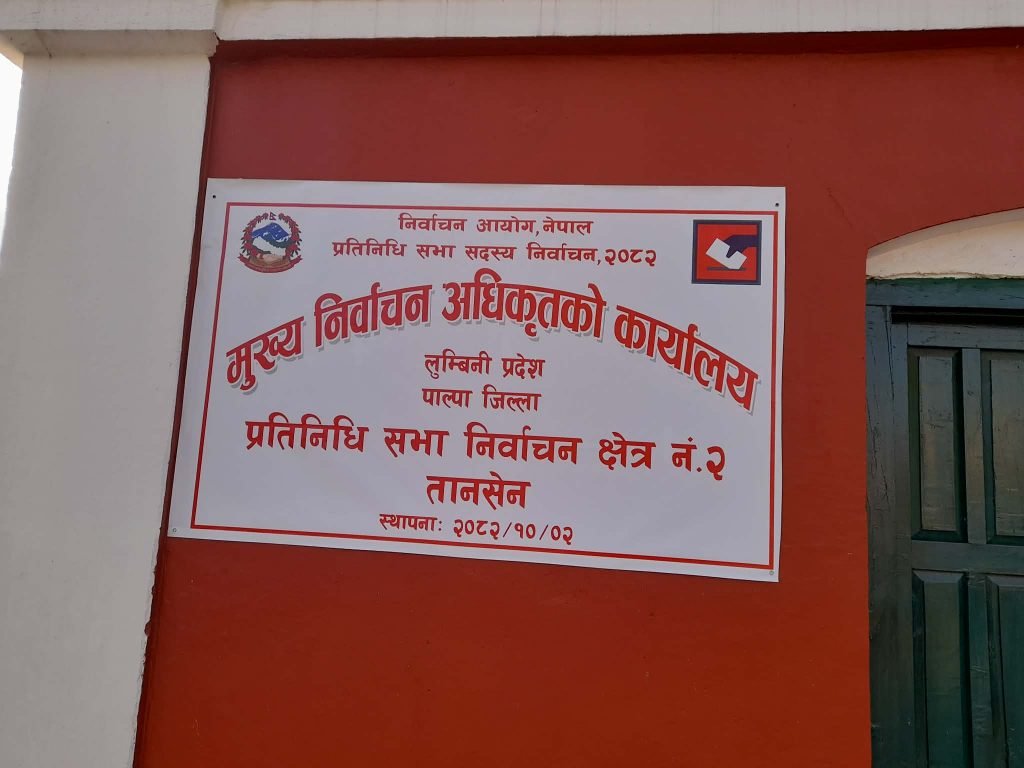 निर्वाचन आयोग, नेपाल
प्रतिनिधि सभा सदस्य निर्वाचन, २०८२
मुख्य निर्वाचन अधिकृतको कार्यालय
लुम्बिनी प्रदेश
पाल्पा जिल्ला
प्रतिनिधि सभा निर्वाचन क्षेत्र नं.२
तानसेन
स्थापनाः २०८२/१०/०२